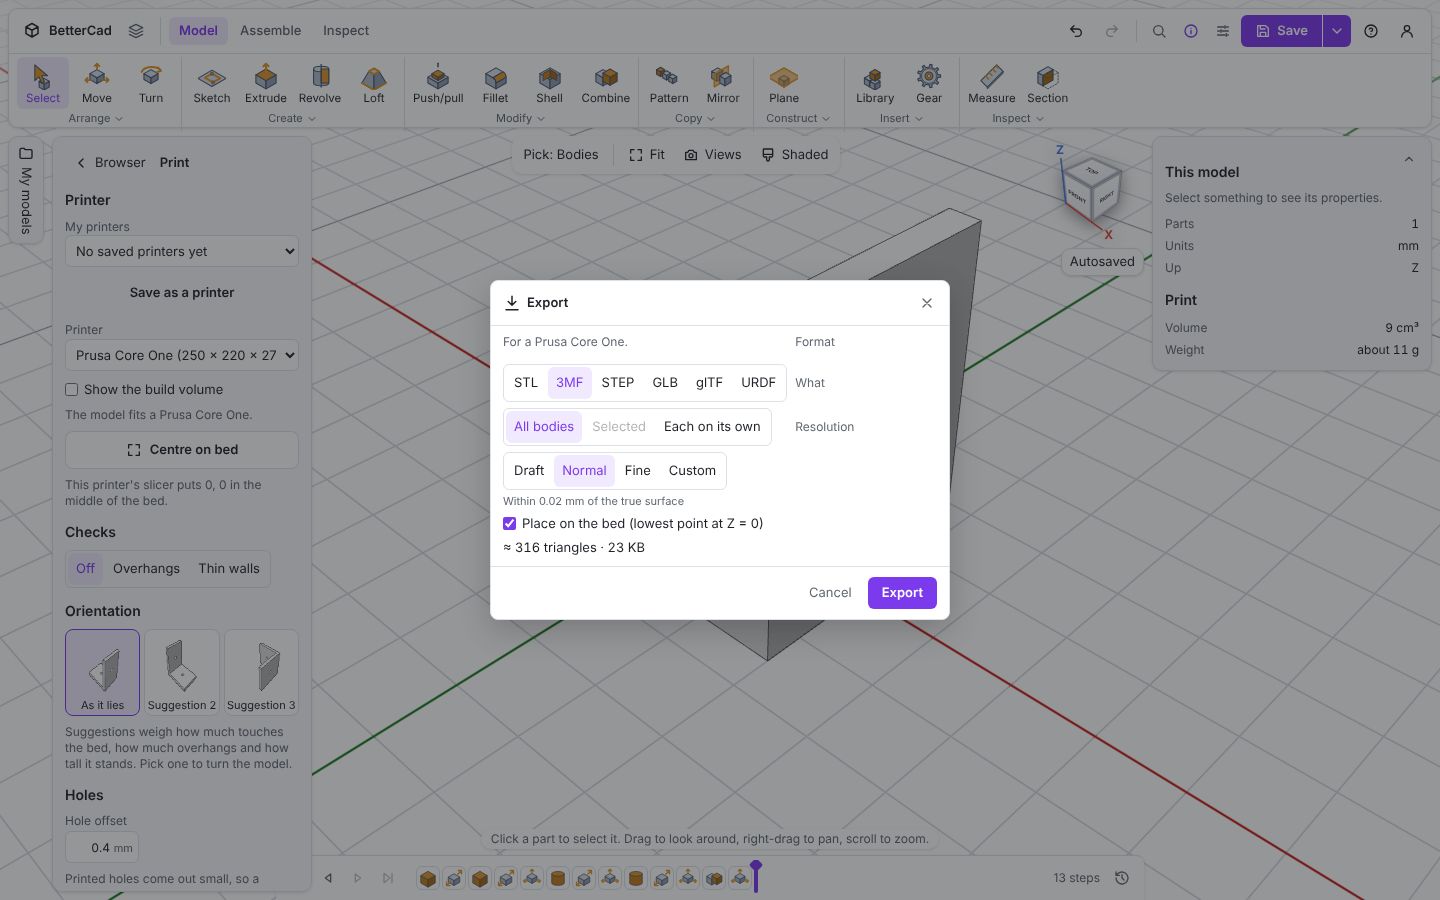 BetterCad
Model
Assemble
Inspect
Save
Select
Move
Turn
Sketch
Extrude
Revolve
Loft
Push/pull
Fillet
Shell
Combine
Pattern
Mirror
Plane
Library
Gear
Measure
Section
Arrange
Create
Modify
Copy
Construct
Insert
Inspect
My models
Browser
Print
Printer
My printers
No saved printers yet
Save as a printer
Printer
Prusa Core One (250 × 220 × 27
Show the build volume
The model fits a Prusa Core One.
Centre on bed
This printer's slicer puts 0, 0 in the
middle of the bed.
Checks
Off
Overhangs
Thin walls
Orientation
As it lies
Suggestion 2
Suggestion 3
Suggestions weigh how much touches
the bed, how much overhangs and how
tall it stands. Pick one to turn the model.
Holes
Hole offset
0.4 mm
Printed holes come out small, so a
Pick: Bodies
Fit
Views
Shaded
Z
TOP
FRONT
RIGHT
X
Autosaved
This model
Select something to see its properties.
Parts 1
Units mm
Up Z
Print
Volume 9 cm³
Weight about 11 g
Export
For a Prusa Core One.
Format
STL 3MF STEP GLB glTF URDF
What
All bodies Selected Each on its own
Resolution
Draft Normal Fine Custom
Within 0.02 mm of the true surface
Place on the bed (lowest point at Z = 0)
≈ 316 triangles · 23 KB
Cancel
Export
Click a part to select it. Drag to look around, right-drag to pan, scroll to zoom.
13 steps